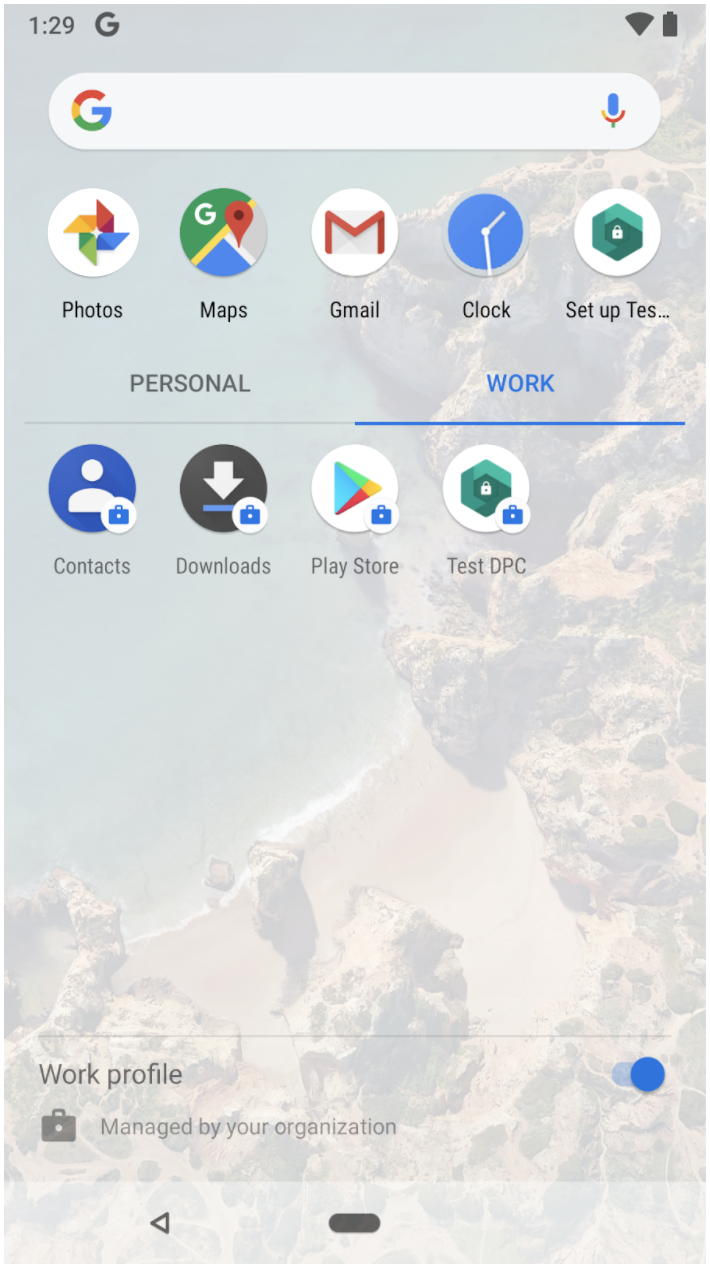 1:29 G
G
G
Photos Maps Gmail Clock Set up Tes...
PERSONAL WORK
Contacts Downloads Play Store Test DPC
Work profile
Managed by your organization